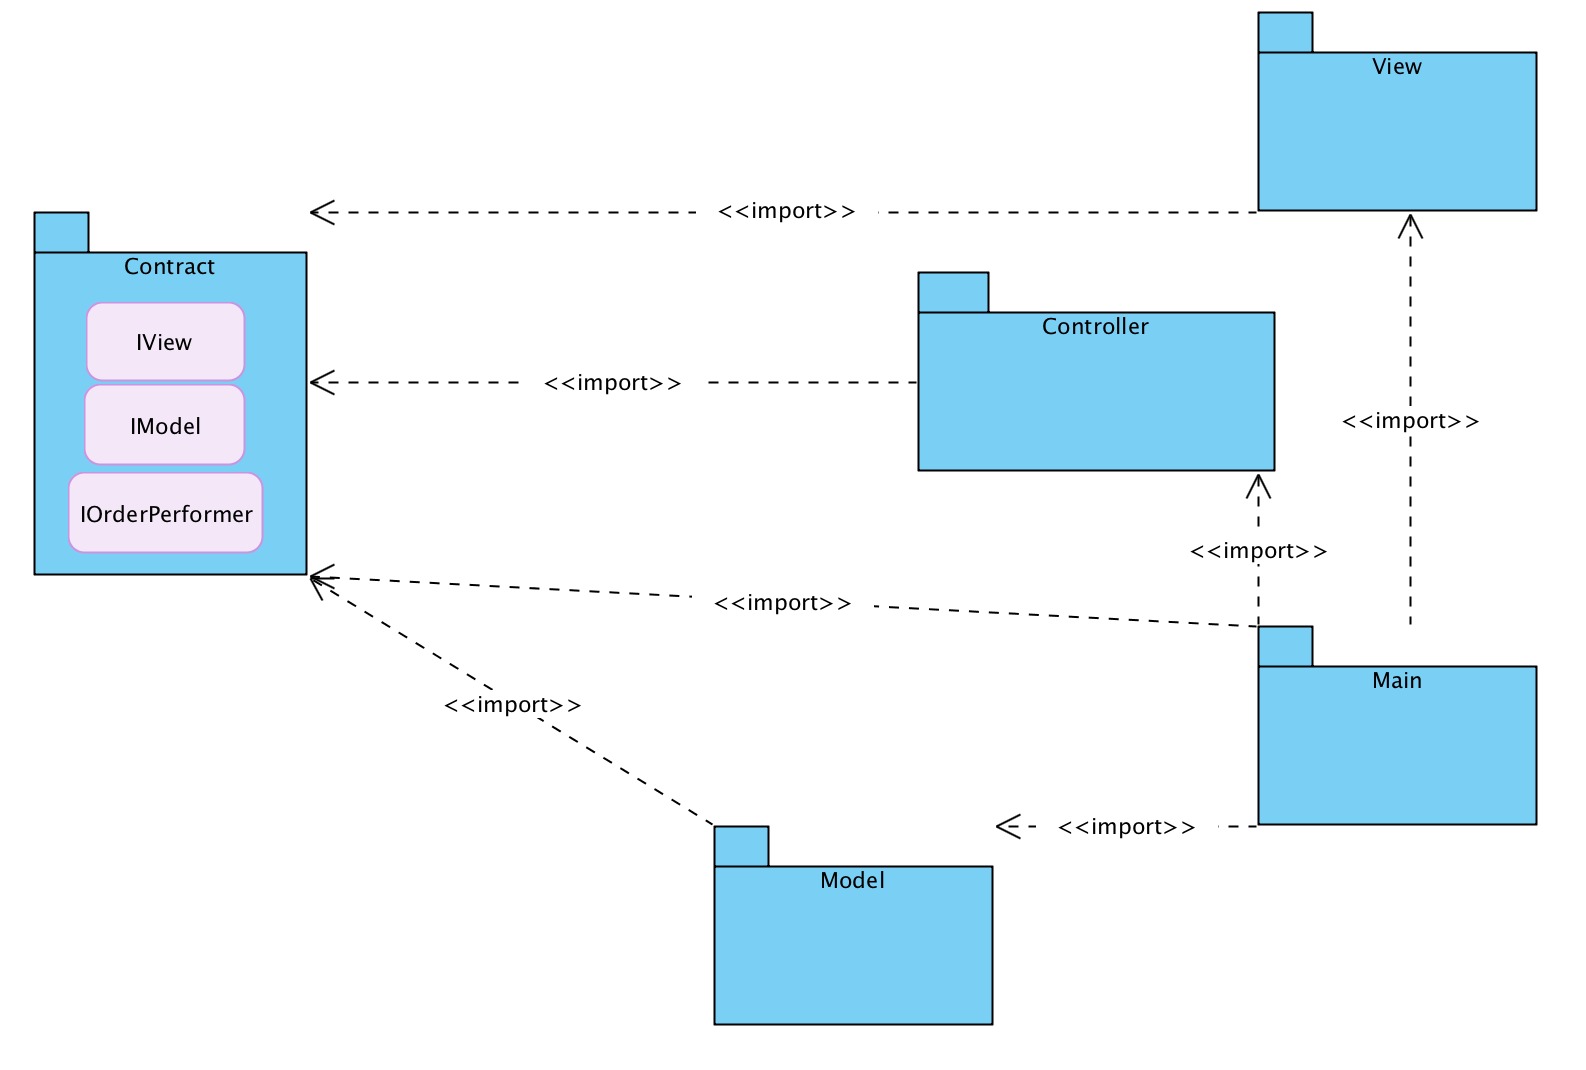 View
<<import>>
Contract
Controller
IView
<<import>>
<<import>>
IModel
IOrderPerformer
<<import>>
<<import>>
Main
<<import>>
<<import>>
Model